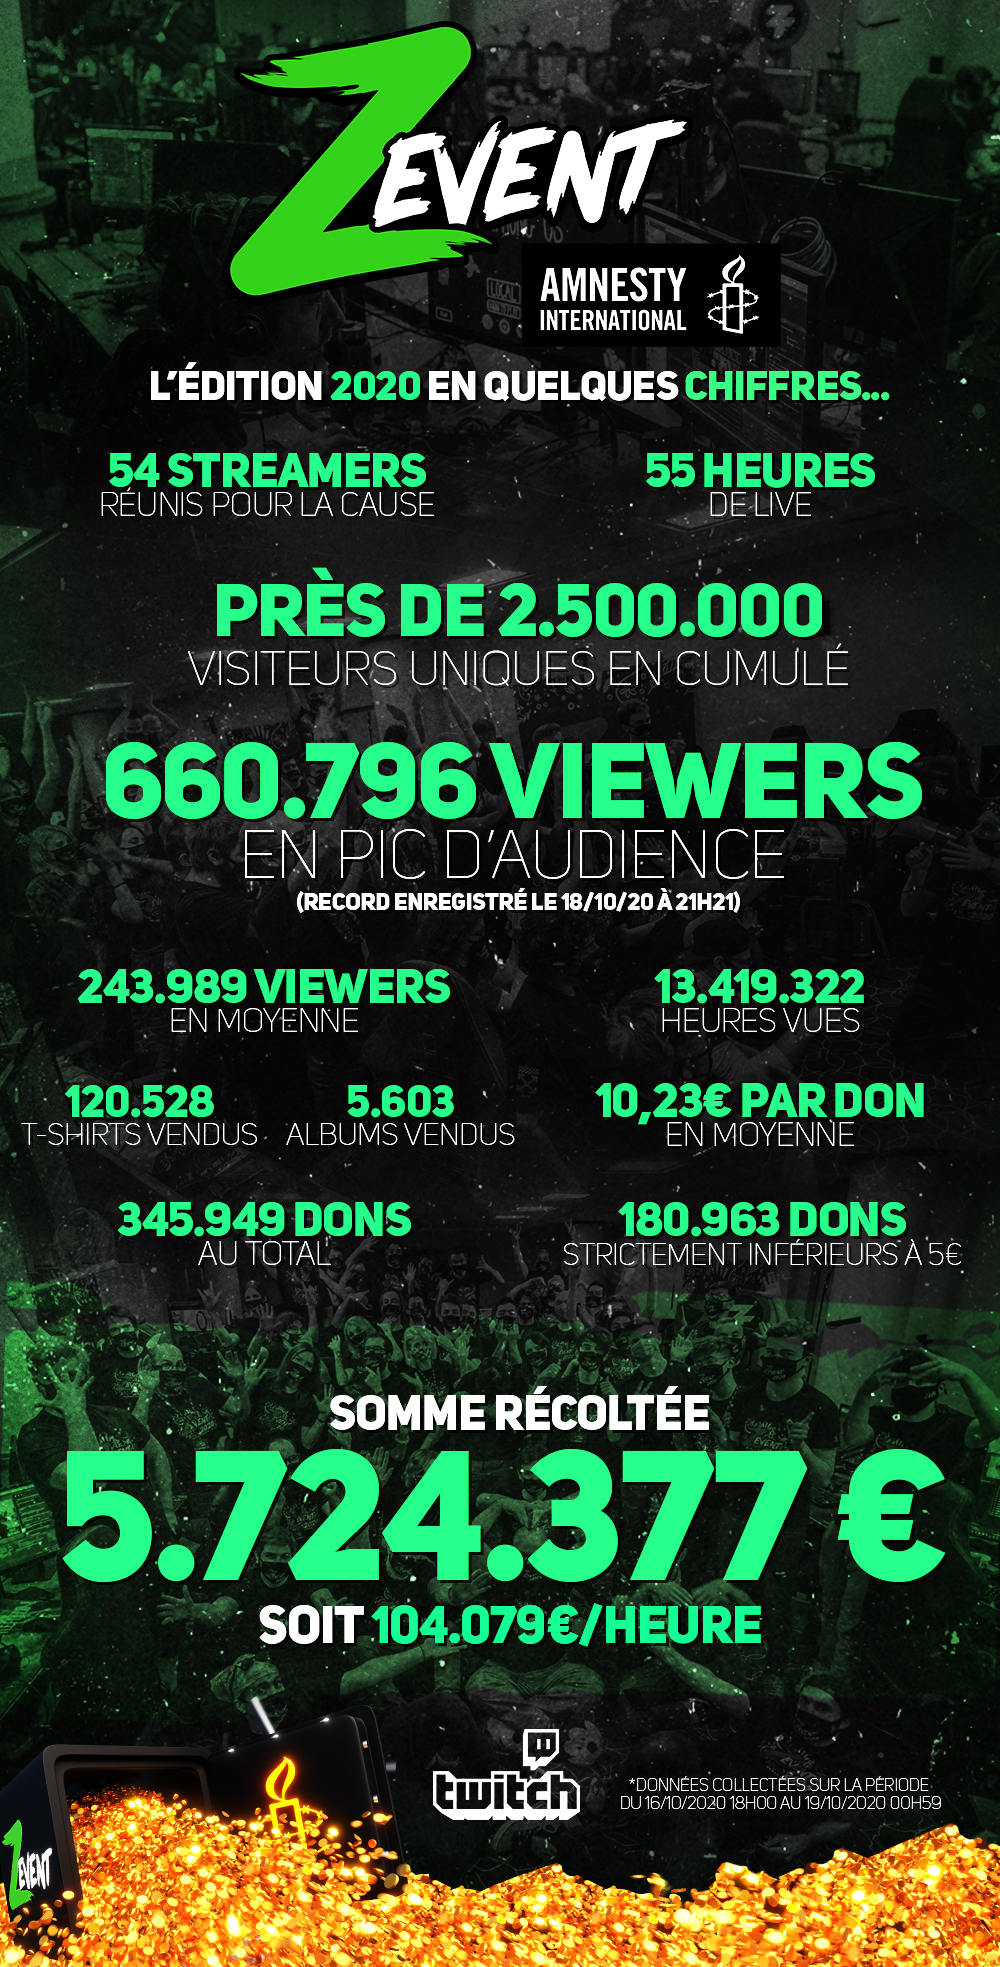 ZEVENT
AMNESTY
INTERNATIONAL
L'ÉDITION 2020 EN QUELQUES CHIFFRES...
54 STREAMERS
RÉUNIS POUR LA CAUSE
55 HEURES
DE LIVE
PRÈS DE 2.500.000
VISITEURS UNIQUES EN CUMULÉ
660.796 VIEWERS
EN PIC D'AUDIENCE
(RECORD ENREGISTRÉ LE 18/10/20 À 21H21)
243.989 VIEWERS
EN MOYENNE
13.419.322
HEURES VUES
120.528
T-SHIRTS VENDUS
5.603
ALBUMS VENDUS
10,23€ PAR DON
EN MOYENNE
345.949 DONS
AU TOTAL
180.963 DONS
STRICTEMENT INFÉRIEURS À 5€
SOMME RÉCOLTÉE
5.724.377 €
SOIT 104.079€/HEURE
twitch
*DONNÉES COLLECTÉES SUR LA PÉRIODE
DU 16/10/2020 18H00 AU 19/10/2020 00H59
ZEVENT